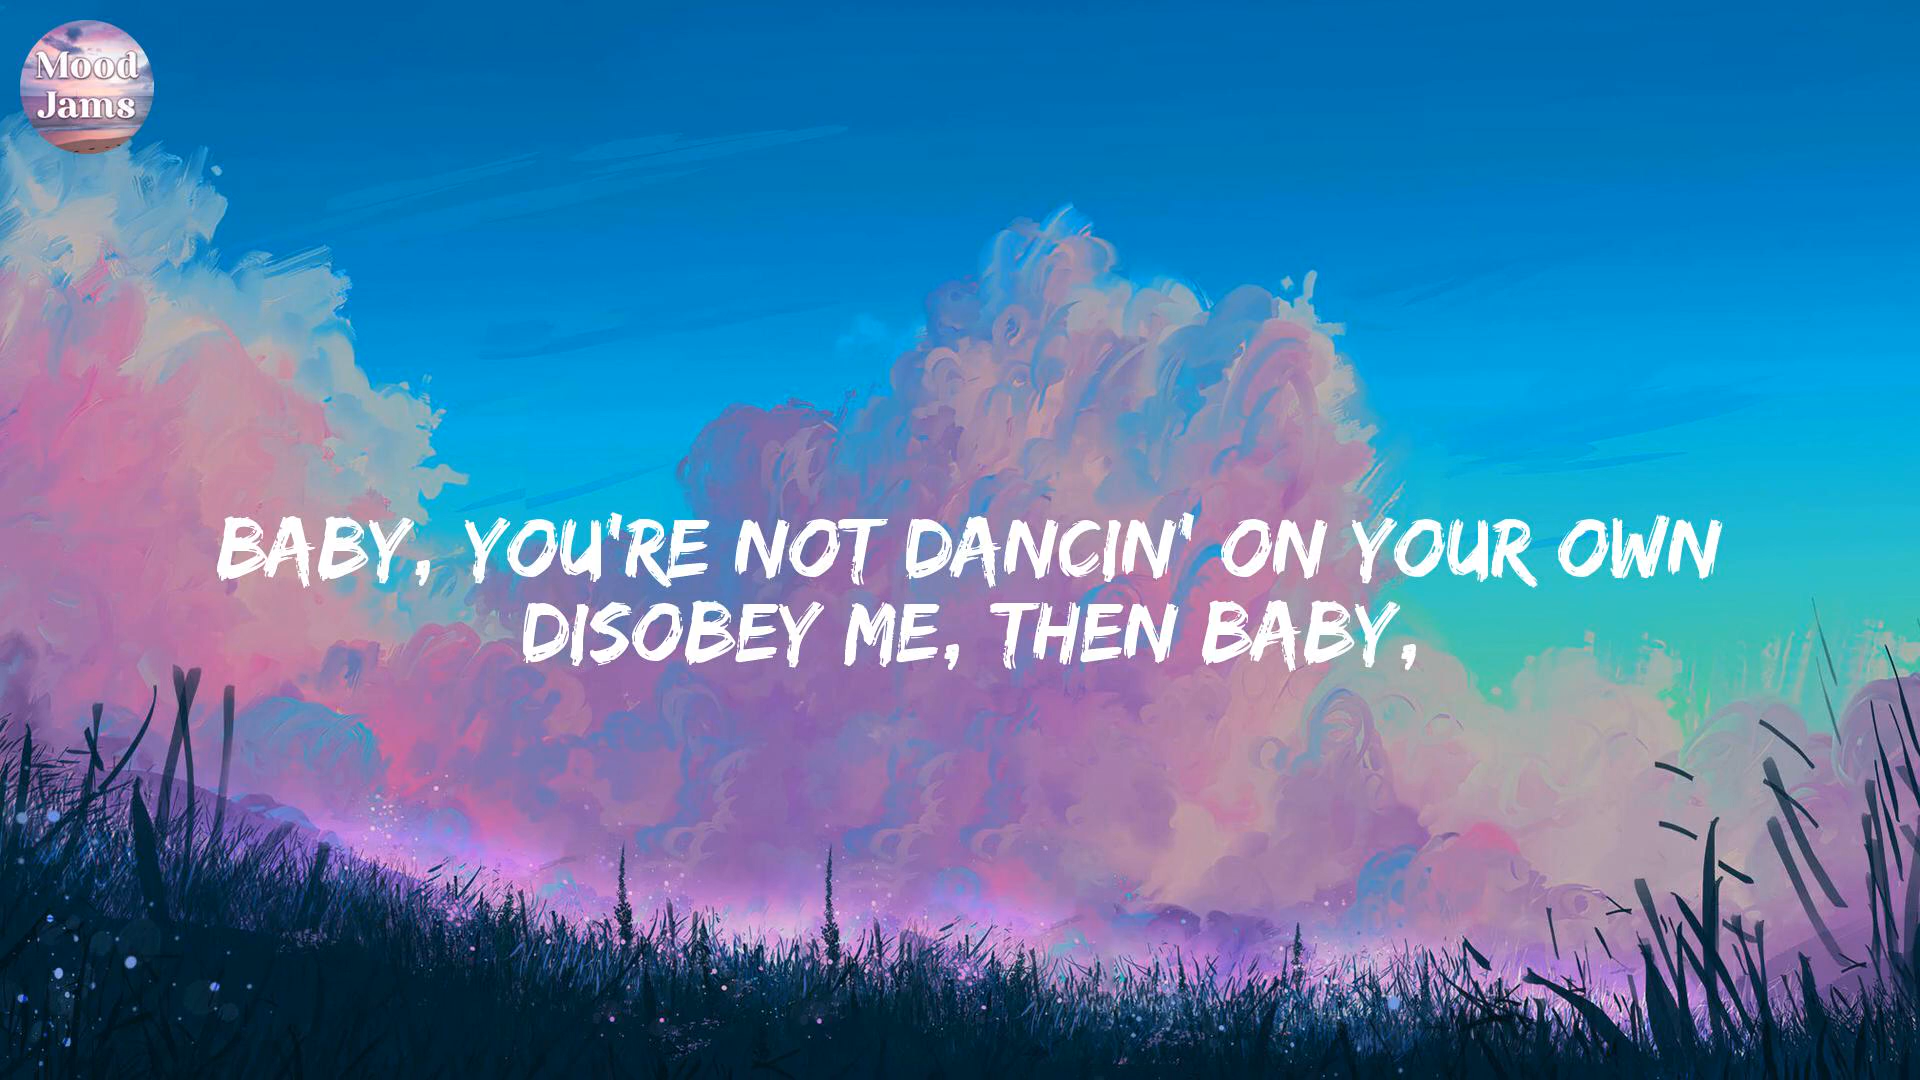 Mood
Jams
BABY, YOU'RE NOT DANCIN' ON YOUR OWN
DISOBEY ME, THEN BABY,